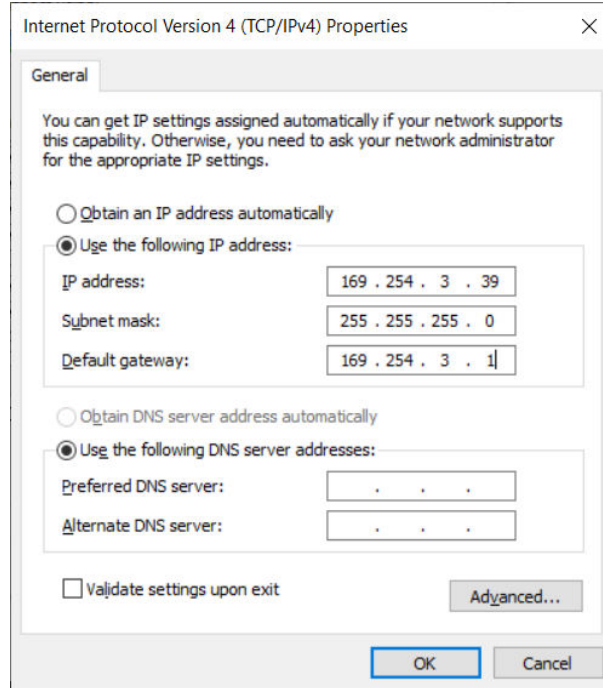 Internet Protocol Version 4 (TCP/IPv4) Properties
General
You can get IP settings assigned automatically if your network supports
this capability. Otherwise, you need to ask your network administrator
for the appropriate IP settings.
Obtain an IP address automatically
Use the following IP address:
IP address: 169 . 254 . 3 . 39
Subnet mask: 255 . 255 . 255 . 0
Default gateway: 169 . 254 . 3 . 1
Obtain DNS server address automatically
Use the following DNS server addresses:
Preferred DNS server: . . .
Alternate DNS server: . . .
Validate settings upon exit
Advanced...
OK Cancel